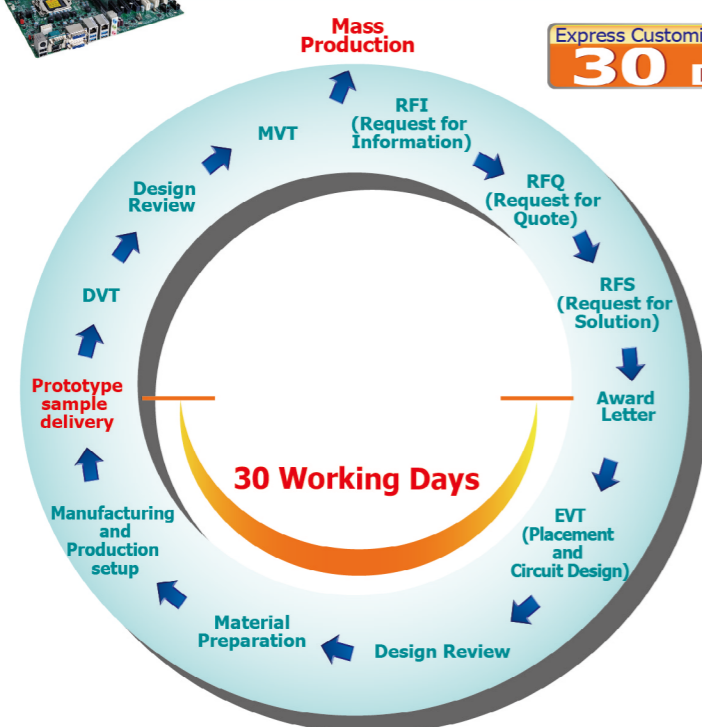 Mass
Production
Express Customi
30
RFI
(Request for
Information)
RFQ
(Request for
Quote)
RFS
(Request for
Solution)
Award
Letter
EVT
(Placement
and
Circuit Design)
Design Review
Material
Preparation
Manufacturing
and
Production
setup
Prototype
sample
delivery
DVT
Design
Review
MVT
30 Working Days